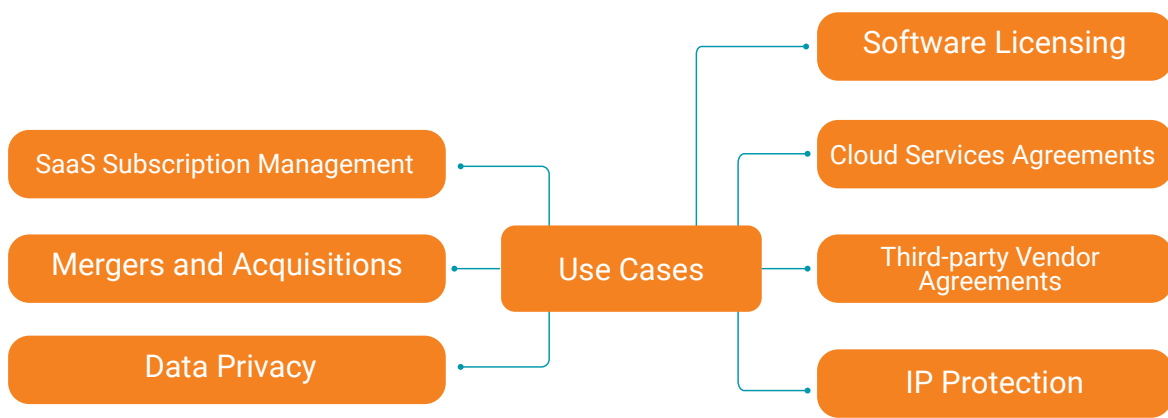 Software Licensing
SaaS Subscription Management
Cloud Services Agreements
Mergers and Acquisitions
Use Cases
Third-party Vendor
Agreements
Data Privacy
IP Protection